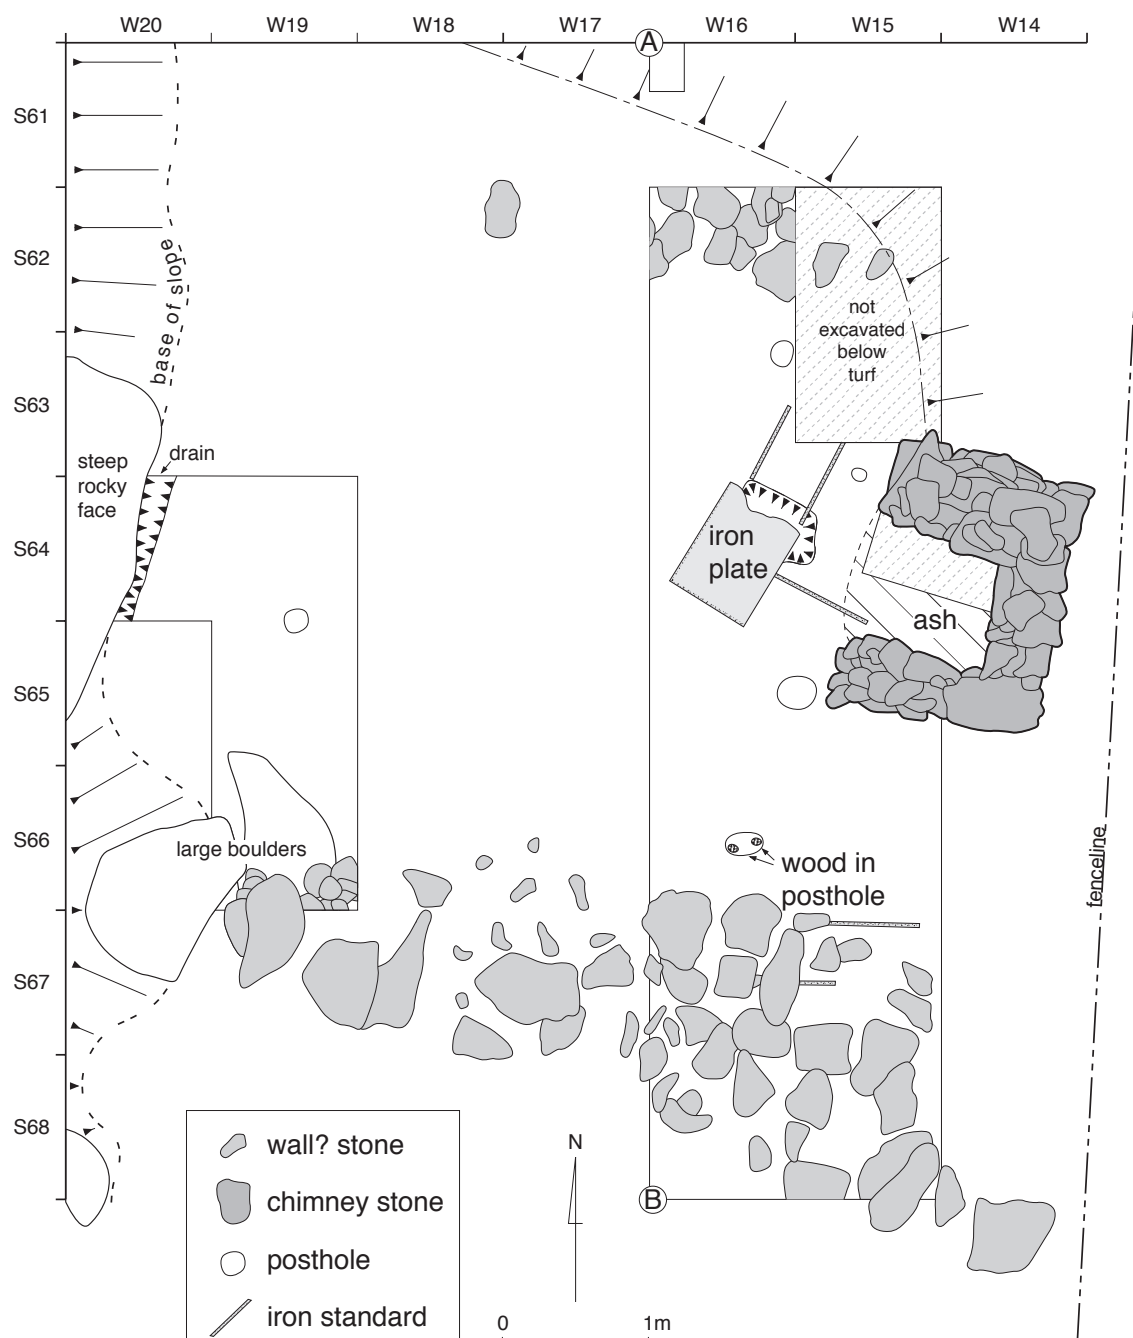 W20 W19 W18 W17 W16 W15 W14
A
S61
S62
S63
S64
S65
S66
S67
S68
base of slope
not
excavated
below
turf
drain
steep
rocky
face
iron
plate
ash
large boulders
wood in
posthole
fenceline
B
N
wall? stone
chimney stone
posthole
iron standard
0 1m